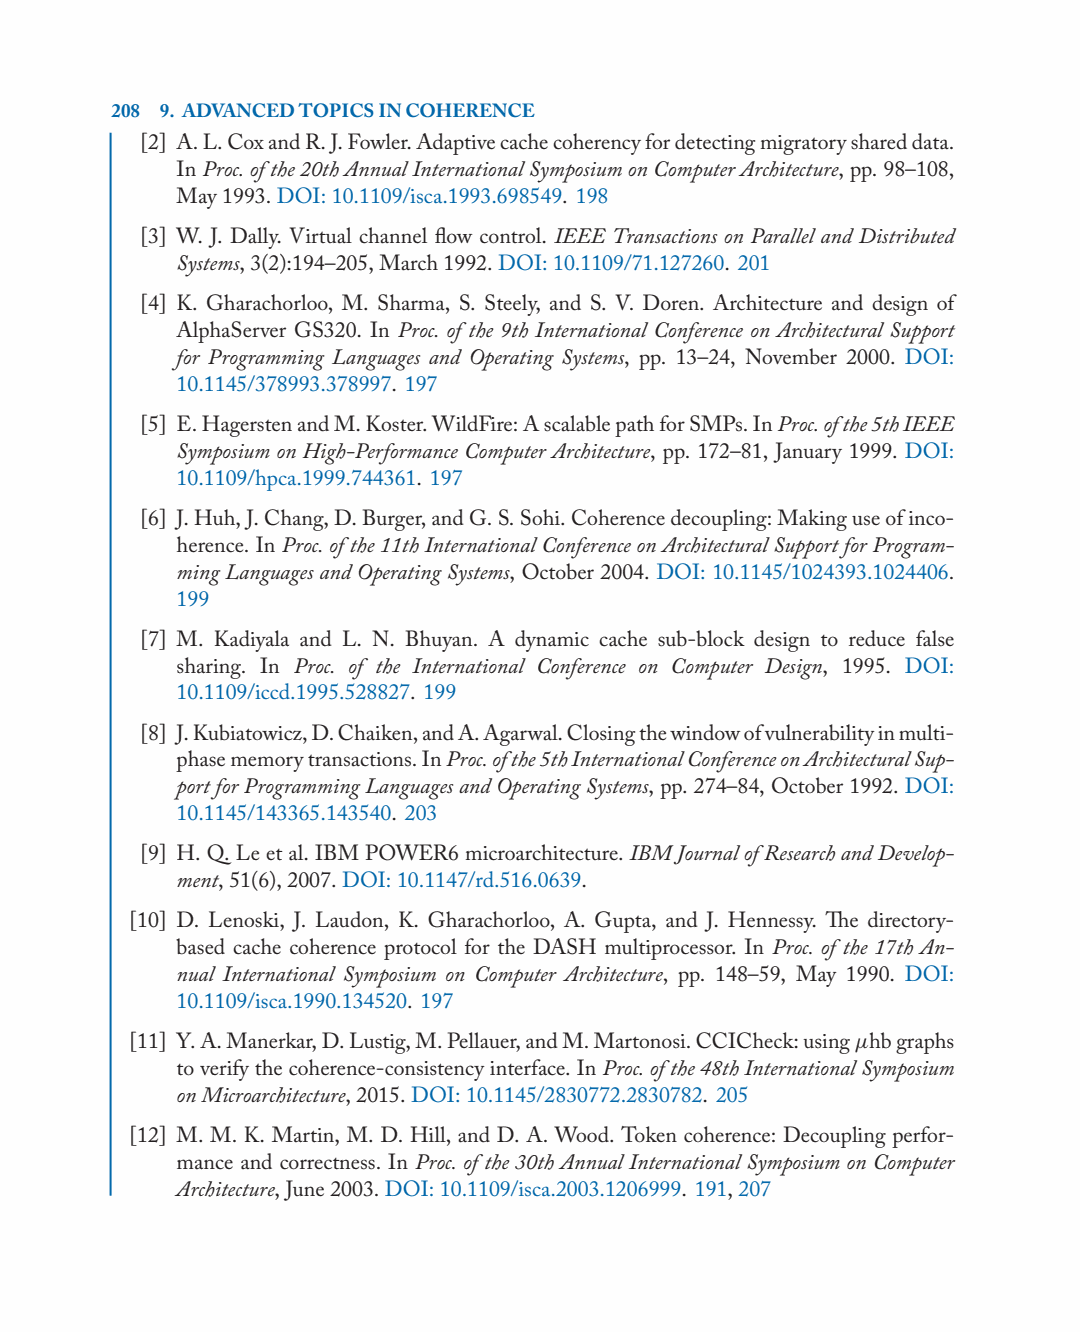 208 9. ADVANCED TOPICS IN COHERENCE
[2] A. L. Cox and R. J. Fowler. Adaptive cache coherency for detecting migratory shared data.
In Proc. of the 20th Annual International Symposium on Computer Architecture, pp. 98–108,
May 1993. DOI: 10.1109/isca.1993.698549. 198
[3] W. J. Dally. Virtual channel flow control. IEEE Transactions on Parallel and Distributed
Systems, 3(2):194–205, March 1992. DOI: 10.1109/71.127260. 201
[4] K. Gharachorloo, M. Sharma, S. Steely, and S. V. Doren. Architecture and design of
AlphaServer GS320. In Proc. of the 9th International Conference on Architectural Support
for Programming Languages and Operating Systems, pp. 13–24, November 2000. DOI:
10.1145/378993.378997. 197
[5] E. Hagersten and M. Koster. WildFire: A scalable path for SMPs. In Proc. of the 5th IEEE
Symposium on High-Performance Computer Architecture, pp. 172–81, January 1999. DOI:
10.1109/hpca.1999.744361. 197
[6] J. Huh, J. Chang, D. Burger, and G. S. Sohi. Coherence decoupling: Making use of inco-
herence. In Proc. of the 11th International Conference on Architectural Support for Program-
ming Languages and Operating Systems, October 2004. DOI: 10.1145/1024393.1024406.
199
[7] M. Kadiyala and L. N. Bhuyan. A dynamic cache sub-block design to reduce false
sharing. In Proc. of the International Conference on Computer Design, 1995. DOI:
10.1109/iccd.1995.528827. 199
[8] J. Kubiatowicz, D. Chaiken, and A. Agarwal. Closing the window of vulnerability in multi-
phase memory transactions. In Proc. of the 5th International Conference on Architectural Sup-
port for Programming Languages and Operating Systems, pp. 274–84, October 1992. DOI:
10.1145/143365.143540. 203
[9] H. Q. Le et al. IBM POWER6 microarchitecture. IBM Journal of Research and Develop-
ment, 51(6), 2007. DOI: 10.1147/rd.516.0639.
[10] D. Lenoski, J. Laudon, K. Gharachorloo, A. Gupta, and J. Hennessy. The directory-
based cache coherence protocol for the DASH multiprocessor. In Proc. of the 17th An-
nual International Symposium on Computer Architecture, pp. 148–59, May 1990. DOI:
10.1109/isca.1990.134520. 197
[11] Y. A. Manerkar, D. Lustig, M. Pellauer, and M. Martonosi. CCICheck: using μhb graphs
to verify the coherence-consistency interface. In Proc. of the 48th International Symposium
on Microarchitecture, 2015. DOI: 10.1145/2830772.2830782. 205
[12] M. M. K. Martin, M. D. Hill, and D. A. Wood. Token coherence: Decoupling perfor-
mance and correctness. In Proc. of the 30th Annual International Symposium on Computer
Architecture, June 2003. DOI: 10.1109/isca.2003.1206999. 191, 207